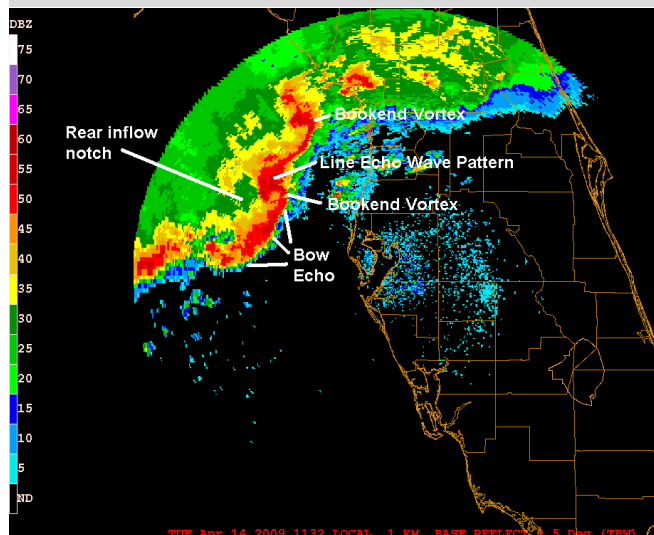 DBZ
75
70
65
60
55
50
45
40
35
30
25
20
15
10
5
ND
Bookend Vortex
Rear inflow
notch
Line Echo Wave Pattern
Bookend Vortex
Bow
Echo
TUE Apr 14 2009 1132 LOCAL 1 KM BASE REFLECT 0.5 Deg (TBW)